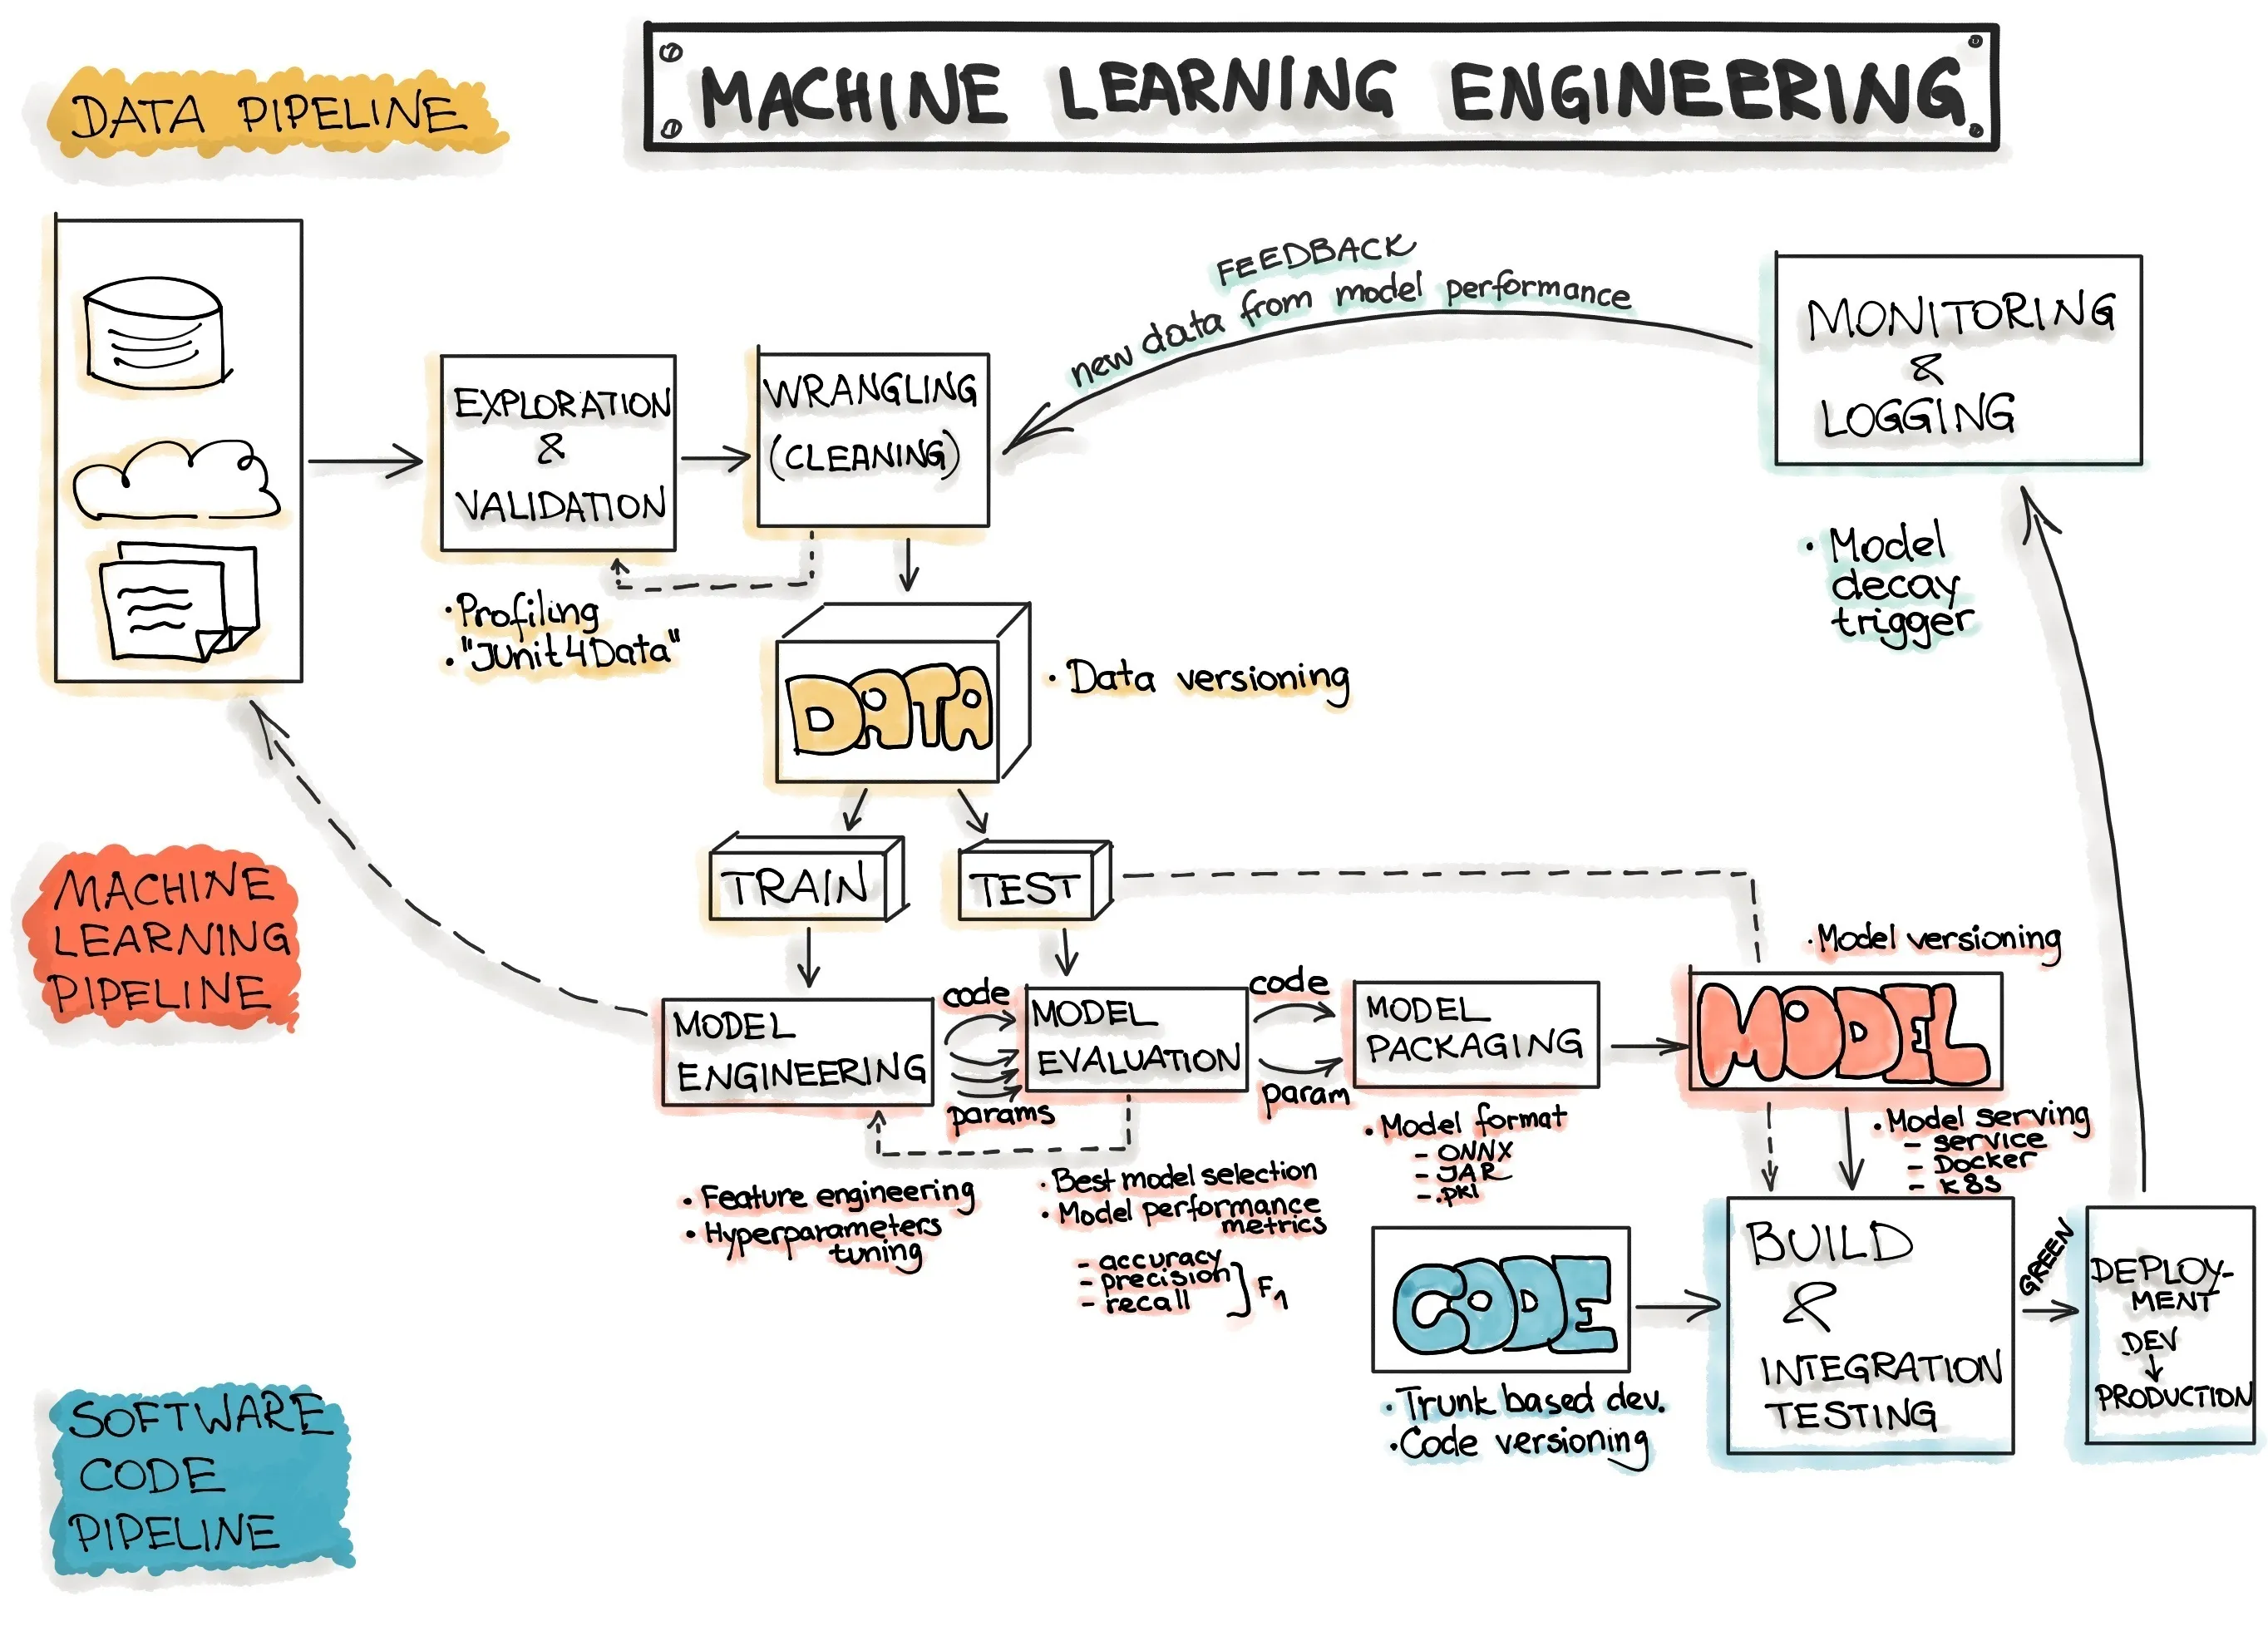 MACHINE LEARNING ENGINEERING
DATA PIPELINE
EXPLORATION
&
VALIDATION
• Profiling
• "JUnit4Data"
WRANGLING
(CLEANING)
FEEDBACK
new data from model performance
MONITORING
&
LOGGING
• Model
decay
trigger
DATA
• Data versioning
TRAIN
TEST
MACHINE
LEARNING
PIPELINE
MODEL
ENGINEERING
• Feature engineering
• Hyperparameters
tuning
code
params
MODEL
EVALUATION
• Best model selection
• Model performance
metrics
- accuracy
- precision
- recall
F1
code
param
MODEL
PACKAGING
• Model format
- ONNX
- JAR
- .pkl
• Model versioning
MODEL
• Model serving
- service
- Docker
- K8s
SOFTWARE
CODE
PIPELINE
CODE
• Trunk based dev.
• Code versioning
BUILD
&
INTEGRATION
TESTING
GREEN
DEPLOY-
MENT
DEV
↓
PRODUCTION